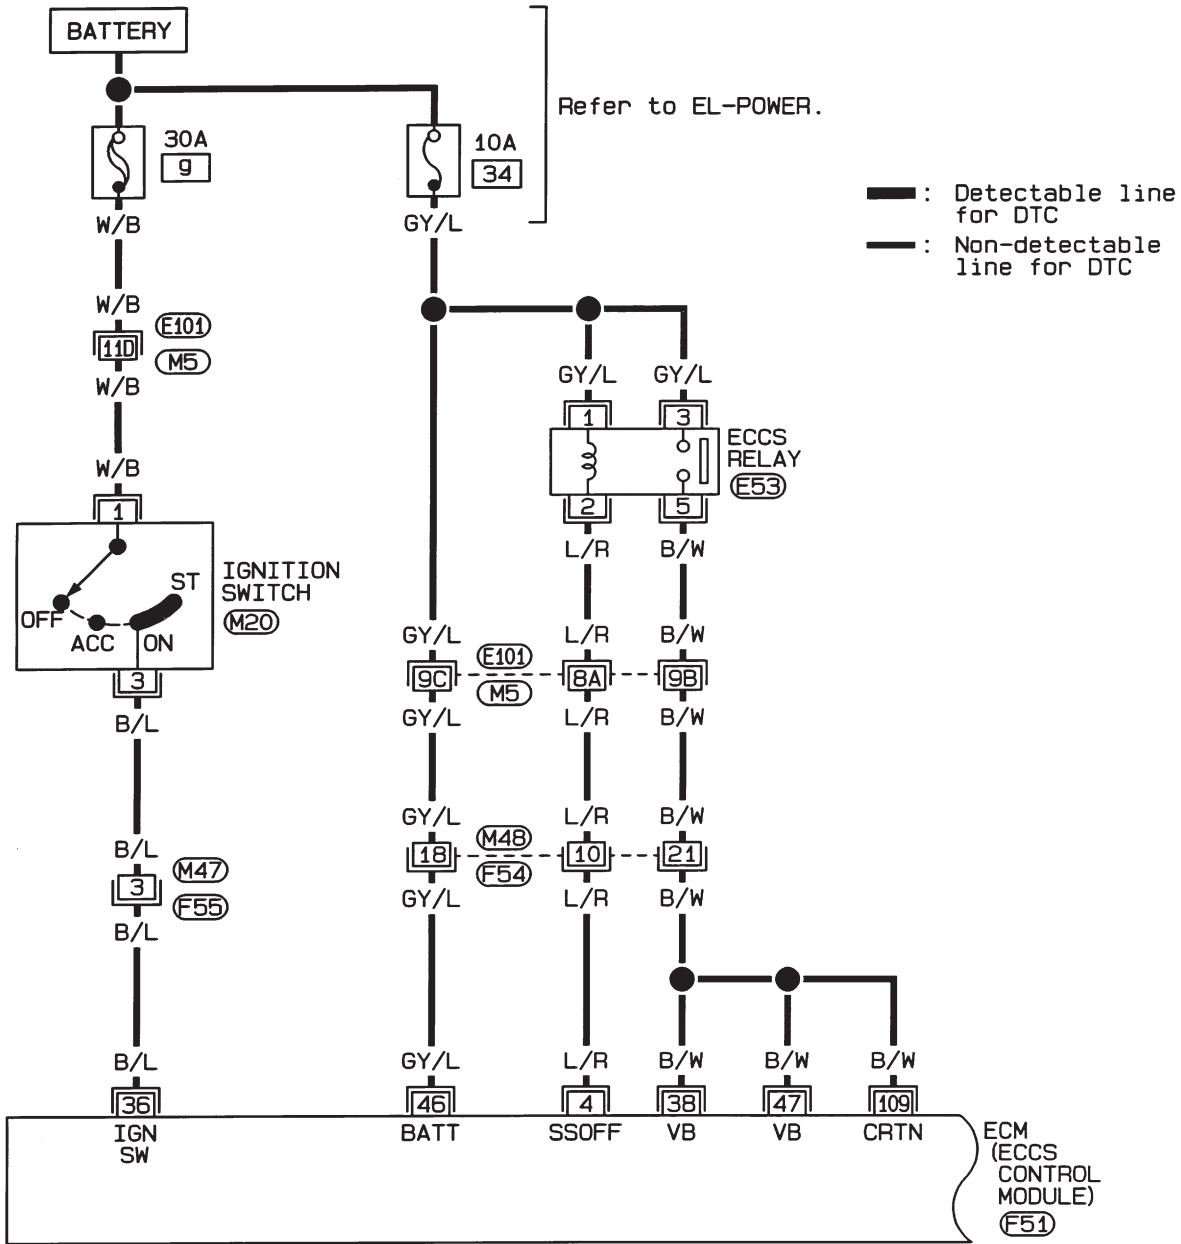 BATTERY
Refer to EL-POWER.
30A
g
10A
34
: Detectable line
for DTC
: Non-detectable
line for DTC
W/B
GY/L
W/B
11D
E101
M5
W/B
GY/L
GY/L
W/B
1
3
ECCS
RELAY
E53
1
2
5
L/R
B/W
IGNITION
SWITCH
M20
OFF
ACC
ON
ST
3
GY/L
L/R
B/W
9C
E101
M5
8A
9B
B/L
GY/L
L/R
B/W
GY/L
L/R
B/W
B/L
3
M47
F55
18
M48
F54
10
21
B/L
GY/L
L/R
B/W
B/L
GY/L
L/R
B/W
B/W
B/W
36
46
4
38
47
109
IGN
SW
BATT
SSOFF
VB
VB
CRTN
ECM
(ECCS
CONTROL
MODULE)
F51